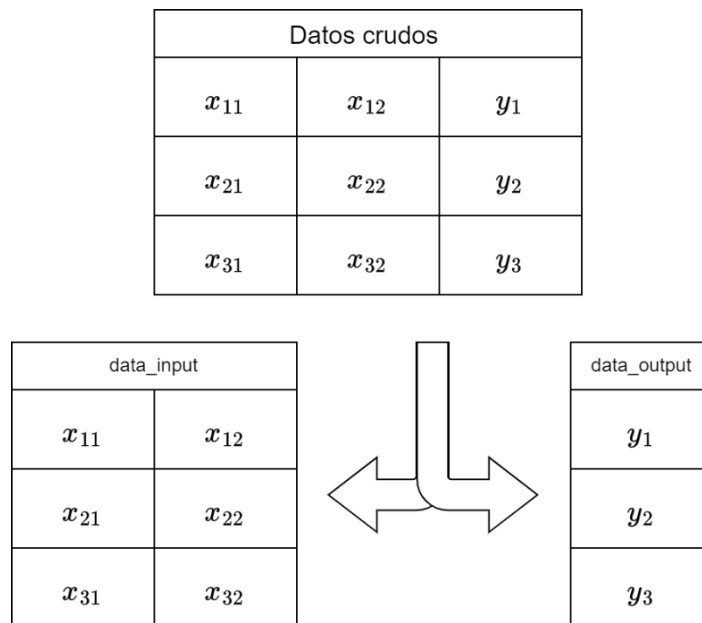 Datos crudos
x₁₁ x₁₂ y₁
x₂₁ x₂₂ y₂
x₃₁ x₃₂ y₃
data_input
x₁₁ x₁₂
x₂₁ x₂₂
x₃₁ x₃₂
data_output
y₁
y₂
y₃